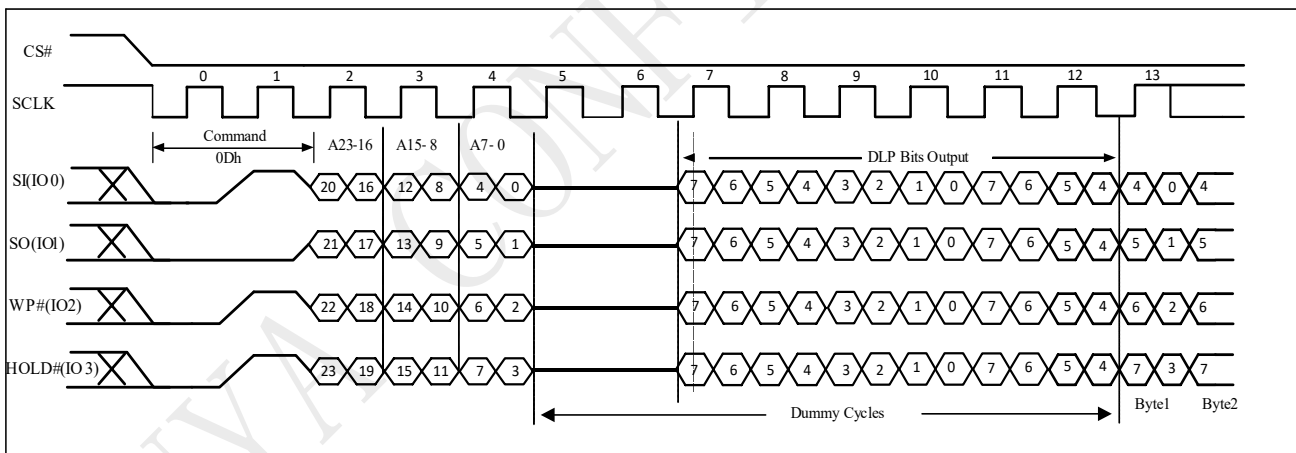 CS#
0 1 2 3 4 5 6 7 8 9 10 11 12 13
SCLK
Command
0Dh
A23-16 A15- 8 A7- 0
DLP Bits Output
SI(IO 0) 20 16 12 8 4 0 7 6 5 4 3 2 1 0 7 6 5 4 4 0 4
SO(IO1) 21 17 13 9 5 1 7 6 5 4 3 2 1 0 7 6 5 4 5 1 5
WP#(IO2) 22 18 14 10 6 2 7 6 5 4 3 2 1 0 7 6 5 4 6 2 6
HOLD#(IO 3) 23 19 15 11 7 3 7 6 5 4 3 2 1 0 7 6 5 4 7 3 7
Dummy Cycles
Byte1 Byte2